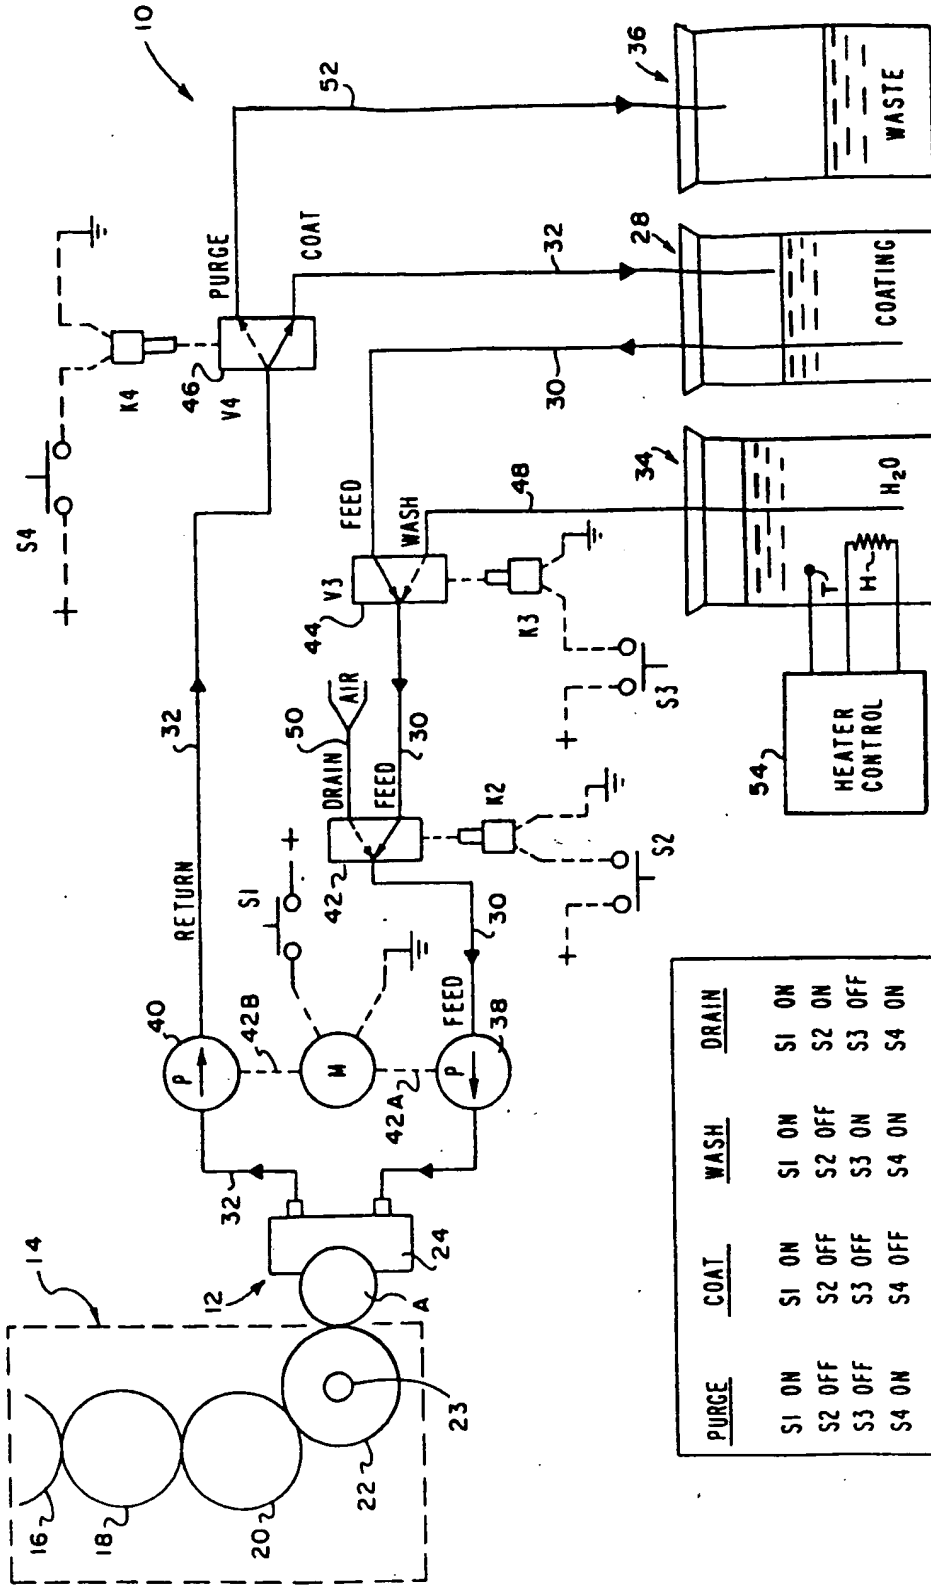 10
S4
K4
46
V4
PURGE
COAT
52
32
RETURN
32
40
P
42B
S1
M
42A
FEED
38
P
30
42
DRAIN
FEED
50
AIR
30
K2
S2
44
V3
FEED
WASH
K3
S3
30
48
32
34
28
36
H₂O
COATING
WASTE
T
H
54
HEATER
CONTROL
14
16
18
20
22
23
12
A
24
32
PURGE COAT WASH DRAIN
S1 ON S1 ON S1 ON S1 ON
S2 OFF S2 OFF S2 OFF S2 ON
S3 OFF S3 OFF S3 ON S3 OFF
S4 ON S4 OFF S4 ON S4 ON